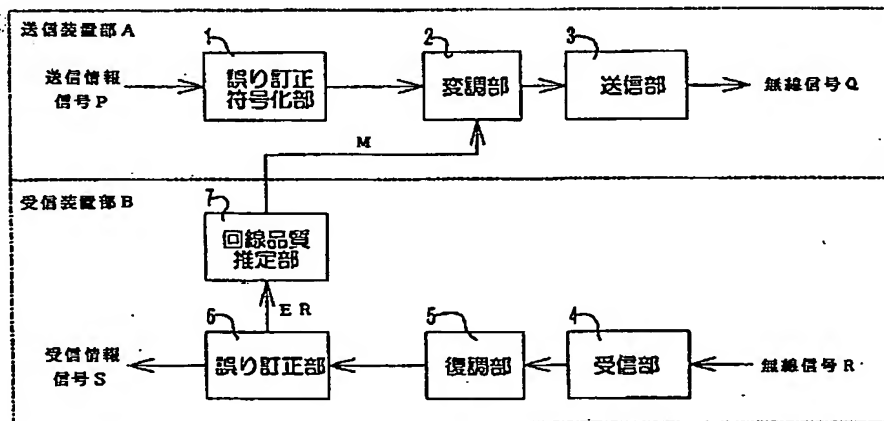 送信装置部A
送信情報
信号P
1
誤り訂正
符号化部
2
変調部
3
送信部
無線信号Q
M
受信装置部B
7
回線品質
推定部
ER
受信情報
信号S
6
誤り訂正部
5
復調部
4
受信部
無線信号R